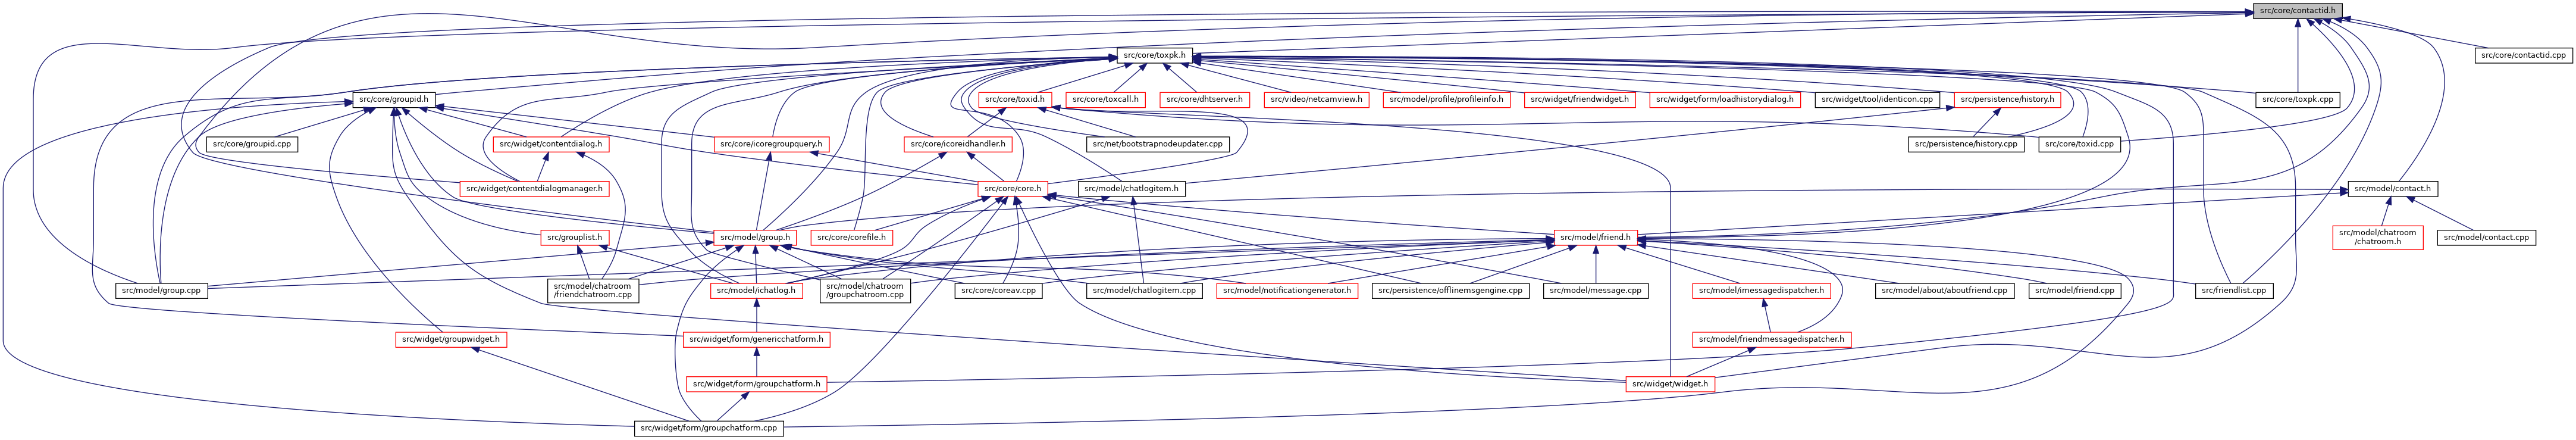 src/core/contactid.h
src/core/toxpk.h
src/core/contactid.cpp
src/core/groupid.h
src/core/toxid.h
src/core/toxcall.h
src/core/dhtserver.h
src/video/netcamview.h
src/model/profile/profileinfo.h
src/widget/friendwidget.h
src/widget/form/loadhistorydialog.h
src/widget/tool/identicon.cpp
src/persistence/history.h
src/core/toxpk.cpp
src/core/groupid.cpp
src/widget/contentdialog.h
src/core/icoregroupquery.h
src/core/icoreidhandler.h
src/net/bootstrapnodeupdater.cpp
src/persistence/history.cpp
src/core/toxid.cpp
src/widget/contentdialogmanager.h
src/core/core.h
src/model/chatlogitem.h
src/model/contact.h
src/grouplist.h
src/model/group.h
src/core/corefile.h
src/model/friend.h
src/model/chatroom
/chatroom.h
src/model/contact.cpp
src/model/group.cpp
src/model/chatroom
/friendchatroom.cpp
src/model/ichatlog.h
src/model/chatroom
/groupchatroom.cpp
src/core/coreav.cpp
src/model/chatlogitem.cpp
src/model/notificationgenerator.h
src/persistence/offlinemsgengine.cpp
src/model/message.cpp
src/model/imessagedispatcher.h
src/model/about/aboutfriend.cpp
src/model/friend.cpp
src/friendlist.cpp
src/widget/groupwidget.h
src/widget/form/genericchatform.h
src/model/friendmessagedispatcher.h
src/widget/form/groupchatform.h
src/widget/widget.h
src/widget/form/groupchatform.cpp